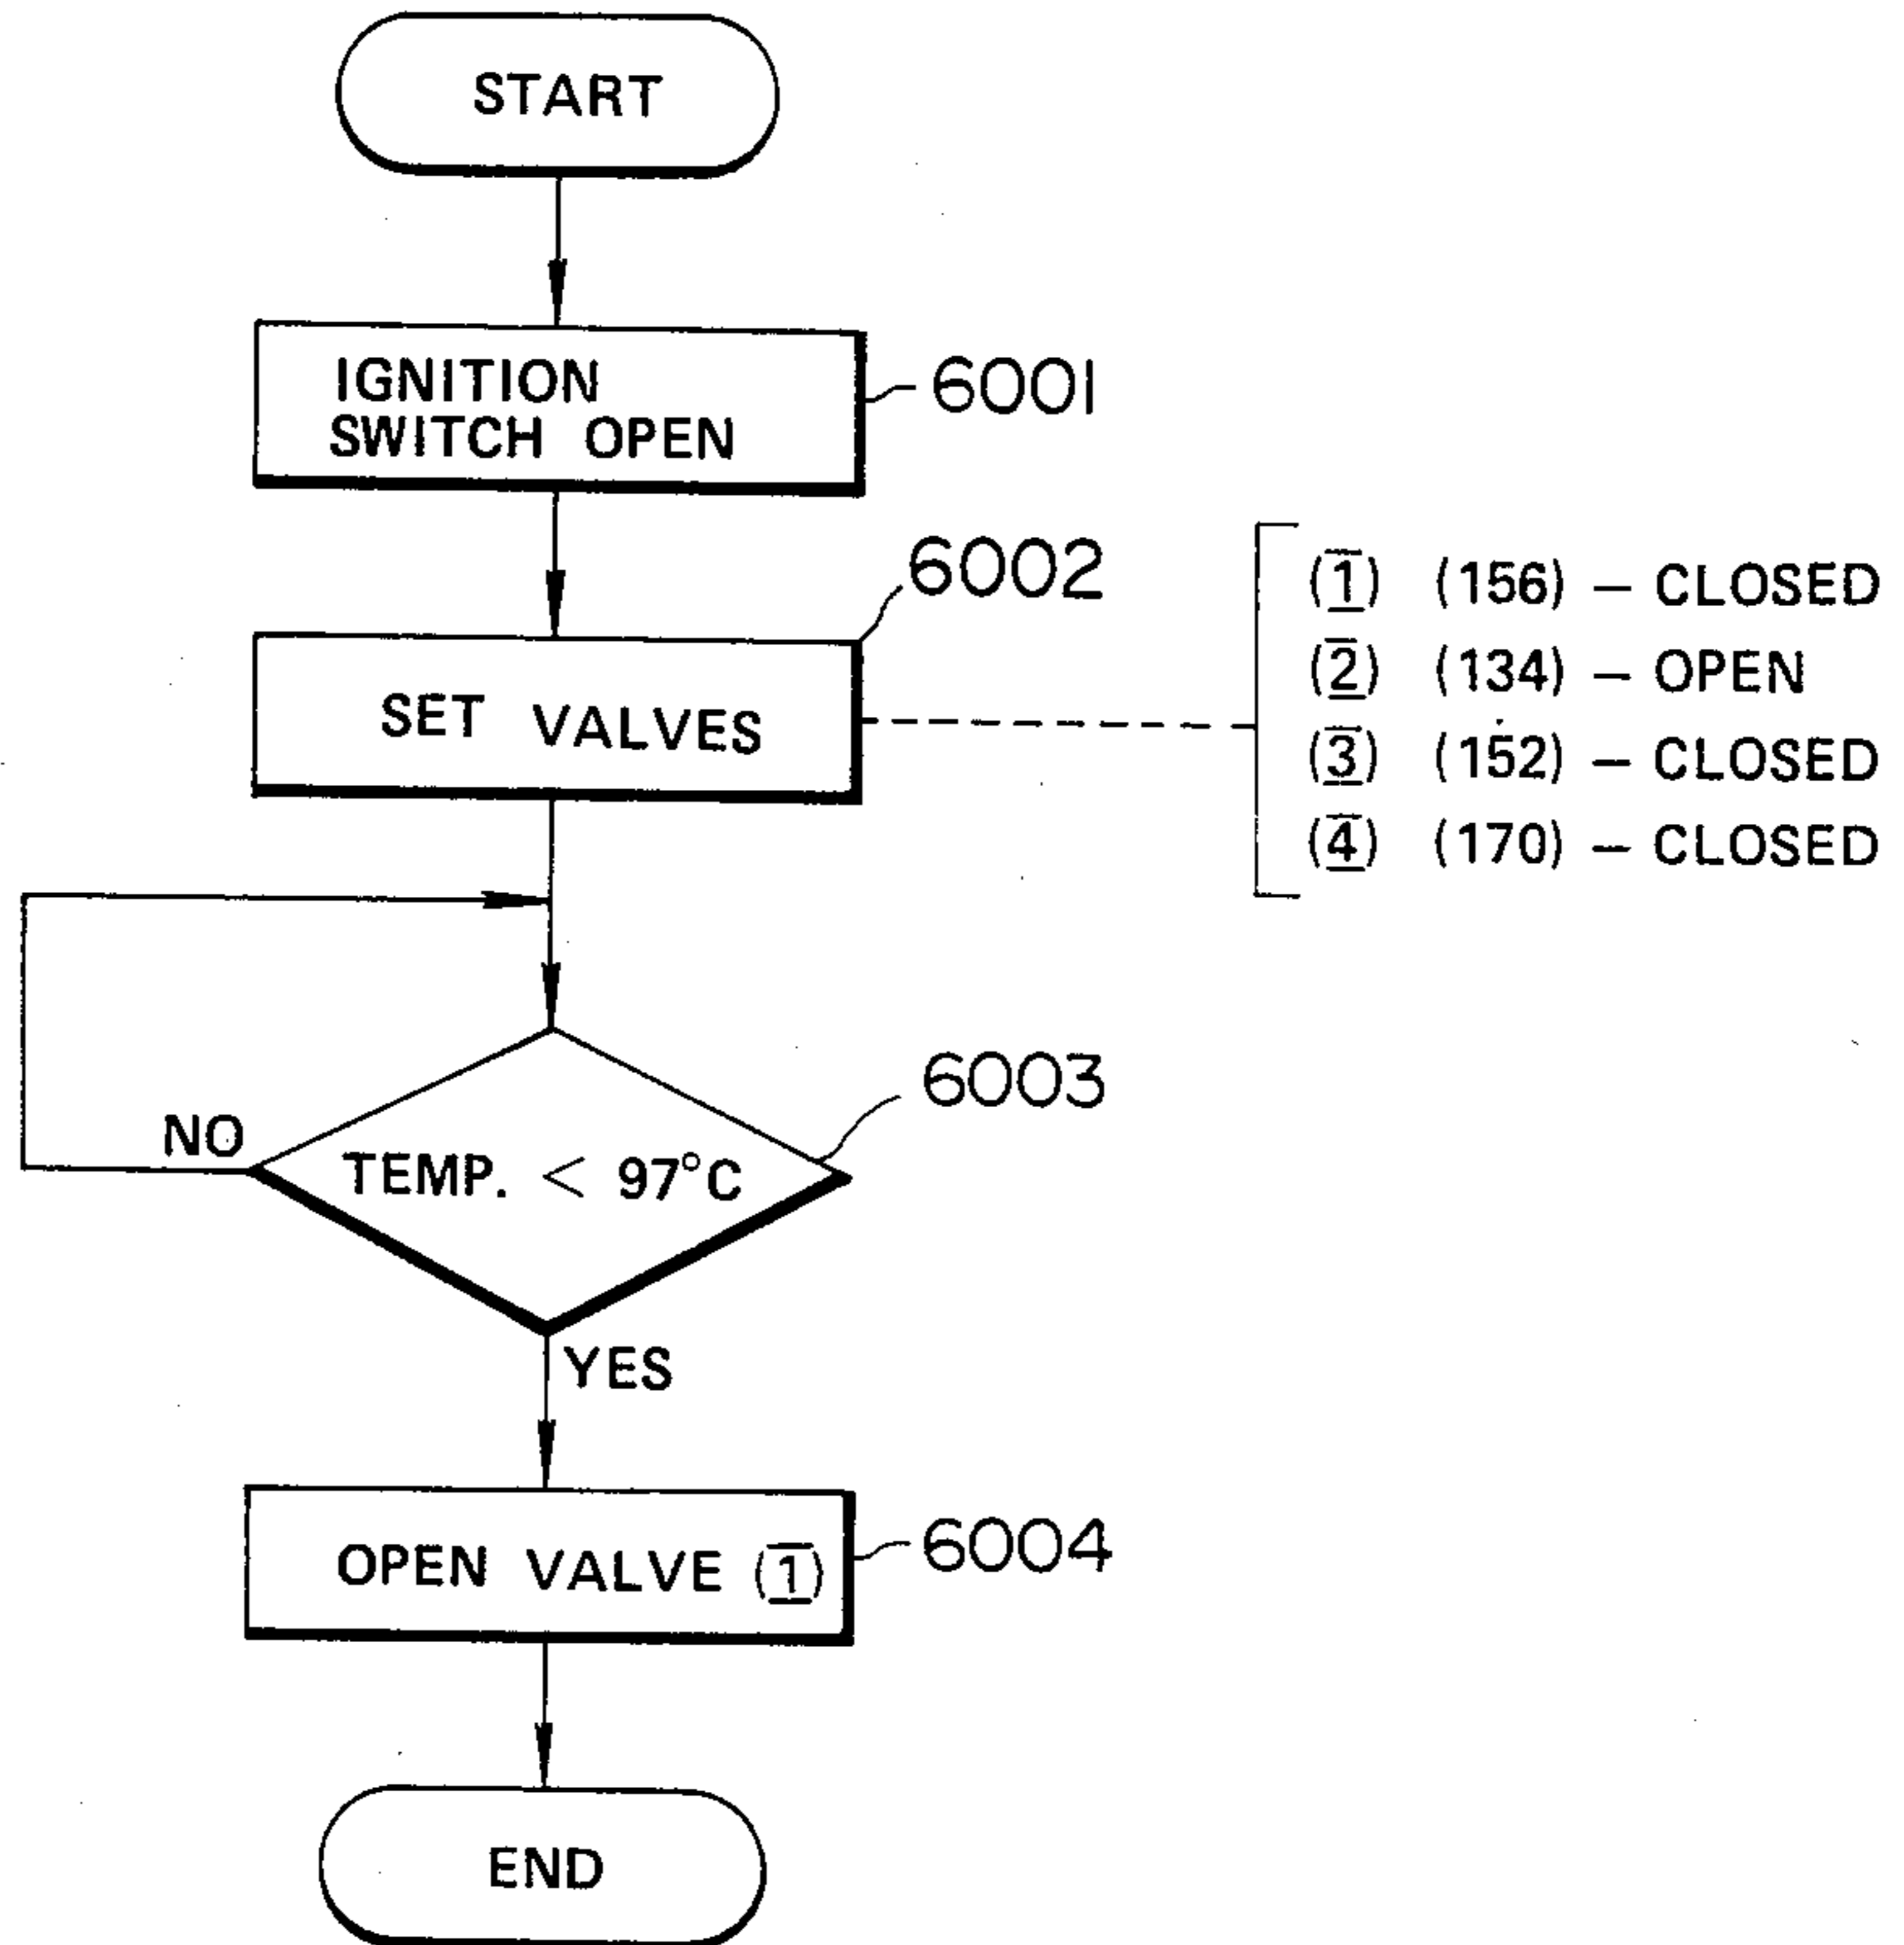 START
IGNITION
SWITCH OPEN
6001
6002
SET VALVES
(1) (156) – CLOSED
(2) (134) – OPEN
(3) (152) – CLOSED
(4) (170) – CLOSED
NO
TEMP. < 97°C
6003
YES
OPEN VALVE (1)
6004
END